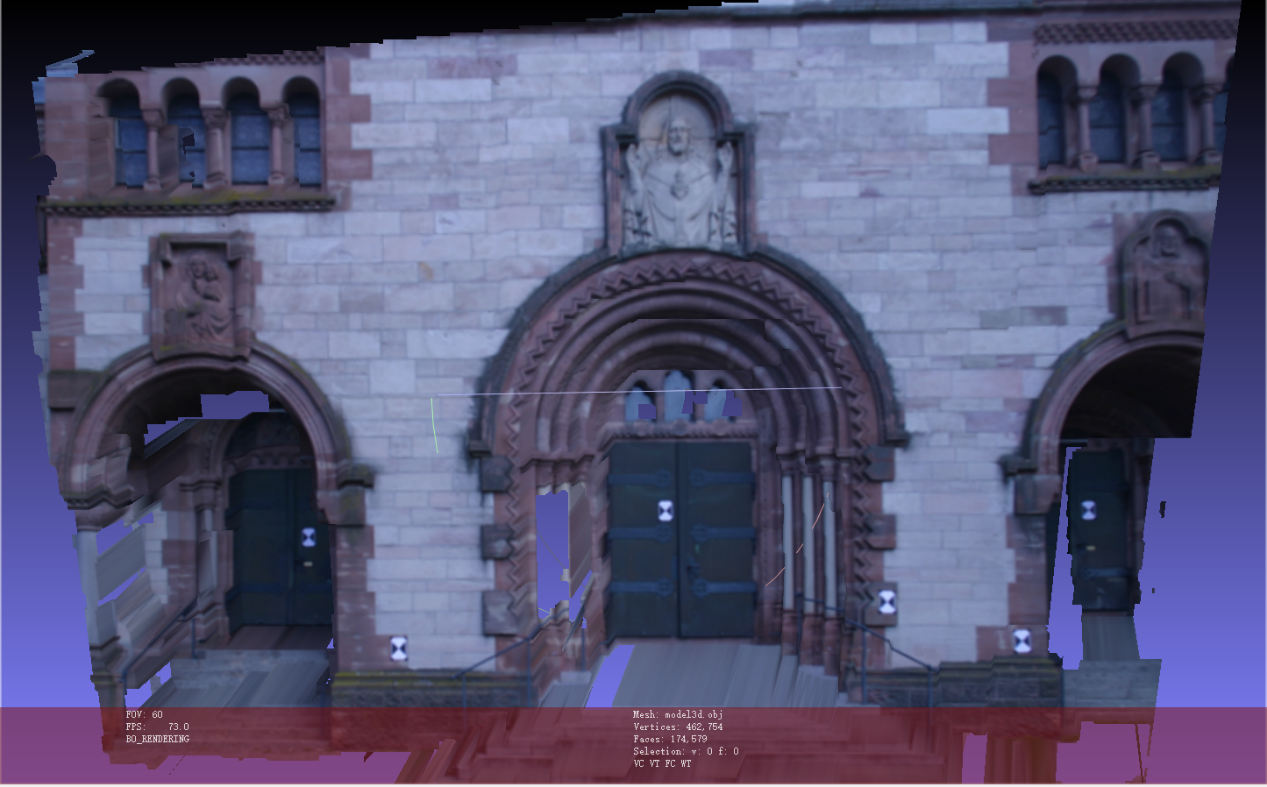 FOV: 60
FPS: 73.0
BO_RENDERING
Mesh: model3d.obj
Vertices: 462,754
Faces: 174,579
Selection: v: 0 f: 0
VC VT FC WT